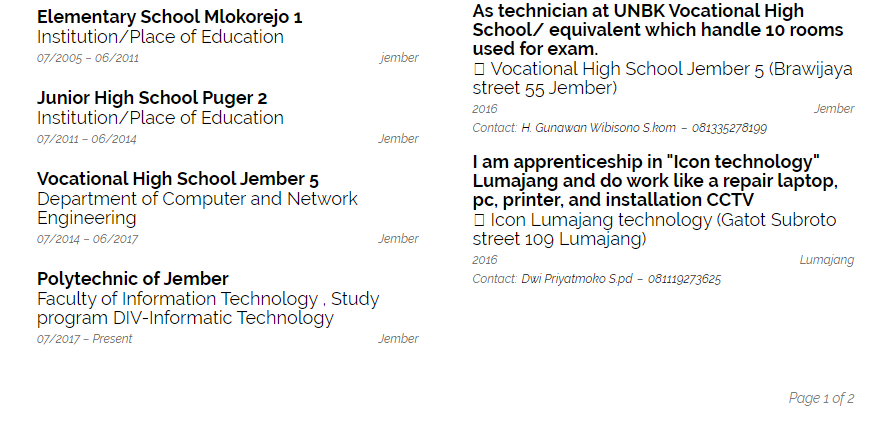 Elementary School Mlokorejo 1
Institution/Place of Education
07/2005 – 06/2011 jember
Junior High School Puger 2
Institution/Place of Education
07/2011 – 06/2014 Jember
Vocational High School Jember 5
Department of Computer and Network
Engineering
07/2014 – 06/2017 Jember
Polytechnic of Jember
Faculty of Information Technology , Study
program DIV-Informatic Technology
07/2017 – Present Jember
As technician at UNBK Vocational High
School/ equivalent which handle 10 rooms
used for exam.
Vocational High School Jember 5 (Brawijaya
street 55 Jember)
2016 Jember
Contact: H. Gunawan Wibisono S.kom – 081335278199
I am apprenticeship in "Icon technology"
Lumajang and do work like a repair laptop,
pc, printer, and installation CCTV
Icon Lumajang technology (Gatot Subroto
street 109 Lumajang)
2016 Lumajang
Contact: Dwi Priyatmoko S.pd – 081119273625
Page 1 of 2